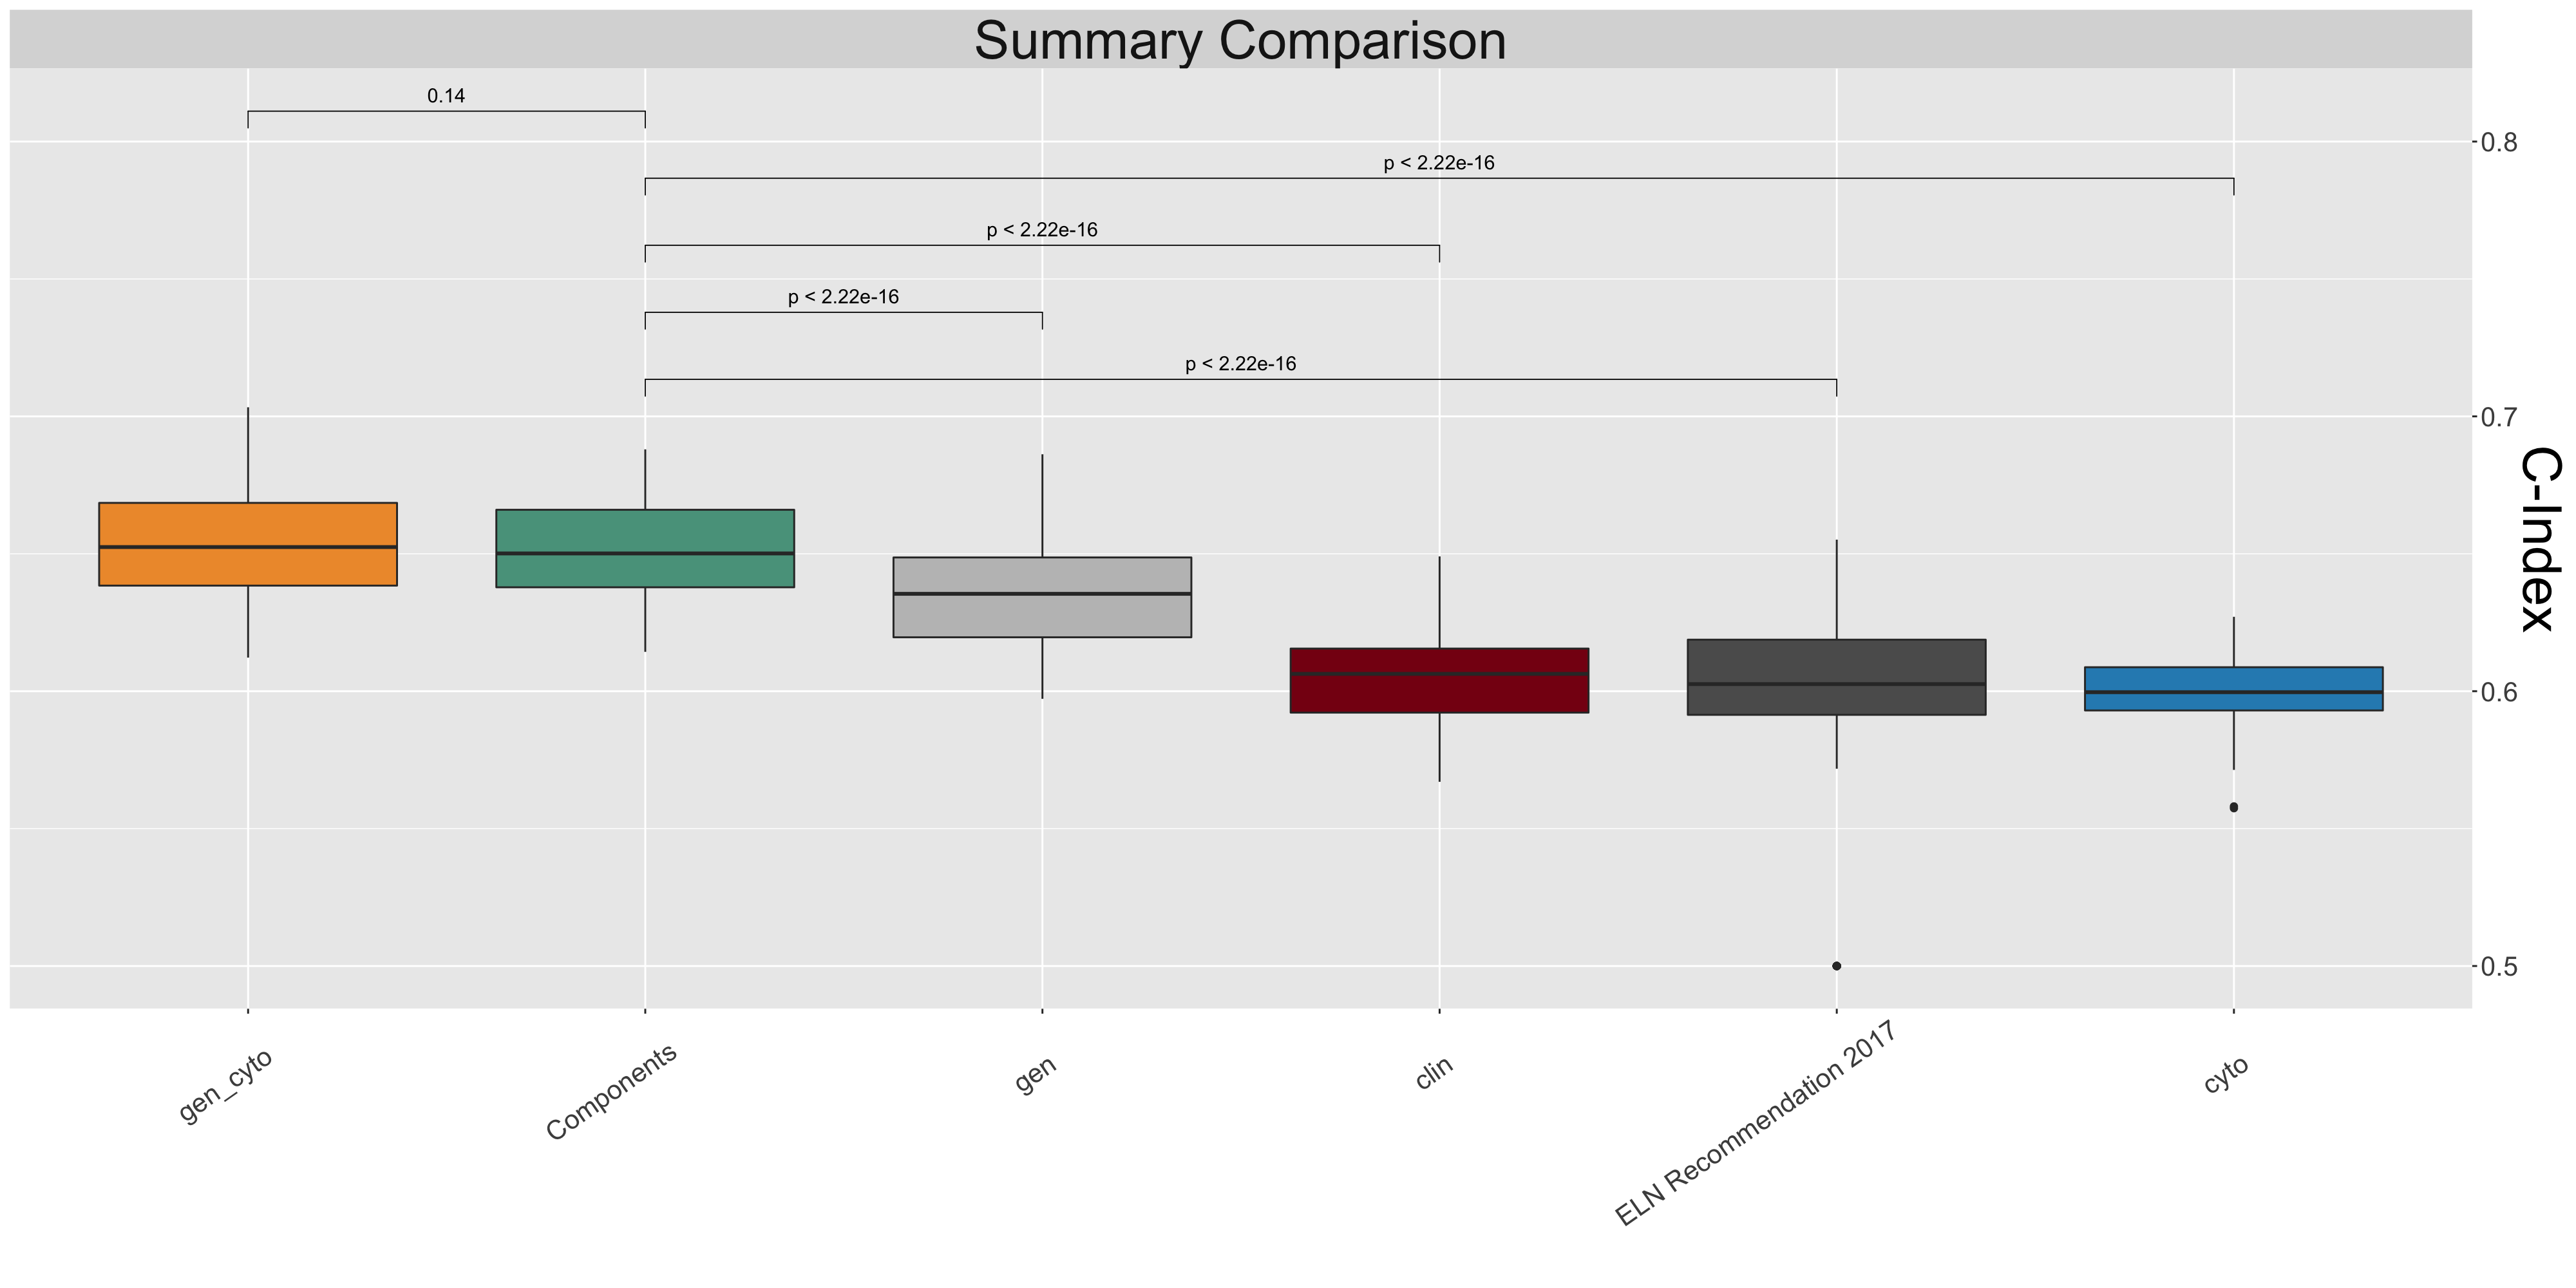 Summary Comparison
0.14
p < 2.22e-16
p < 2.22e-16
p < 2.22e-16
p < 2.22e-16
0.8
0.7
0.6
0.5
C-Index
gen_cyto
Components
gen
clin
ELN Recommendation 2017
cyto